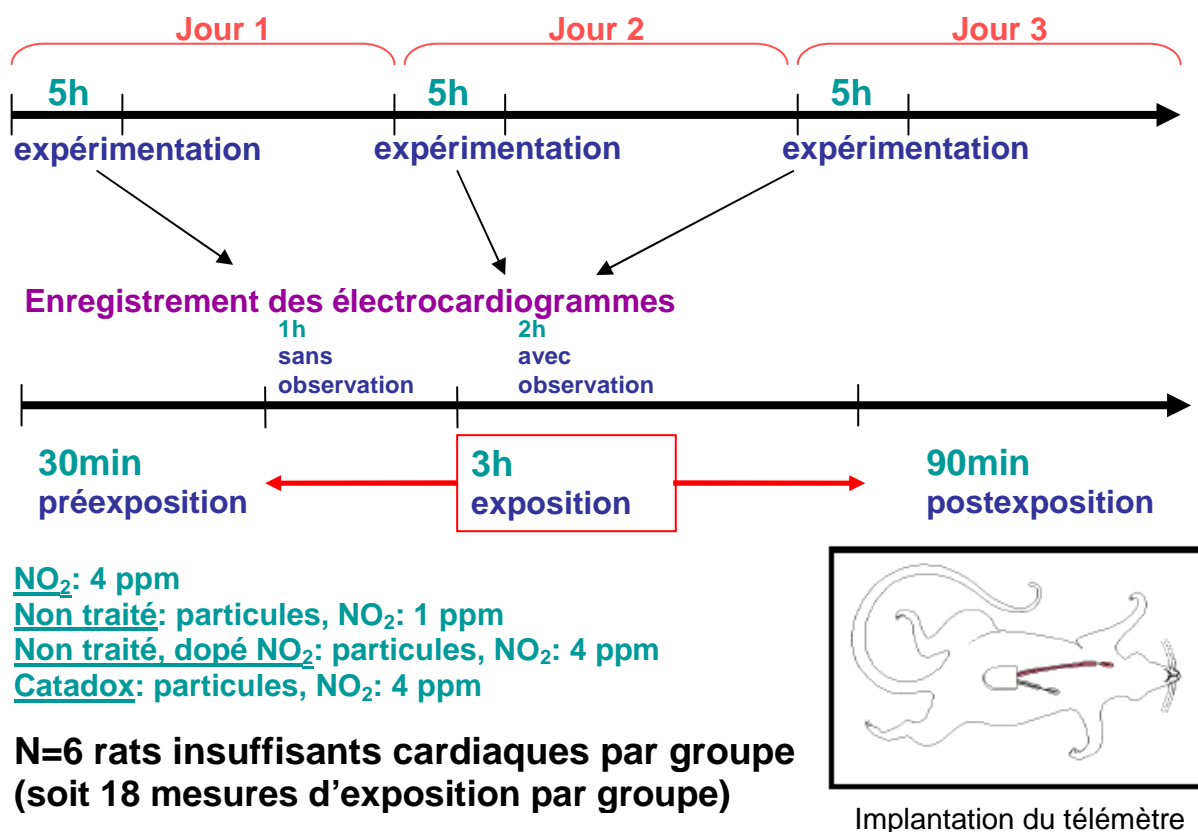 Jour 1 Jour 2 Jour 3
5h 5h 5h
expérimentation expérimentation expérimentation
Enregistrement des électrocardiogrammes
1h
sans
observation
2h
avec
observation
30min
préexposition
3h
exposition
90min
postexposition
NO₂: 4 ppm
Non traité: particules, NO₂: 1 ppm
Non traité, dopé NO₂: particules, NO₂: 4 ppm
Catadox: particules, NO₂: 4 ppm
N=6 rats insuffisants cardiaques par groupe
(soit 18 mesures d’exposition par groupe)
Implantation du télémètre